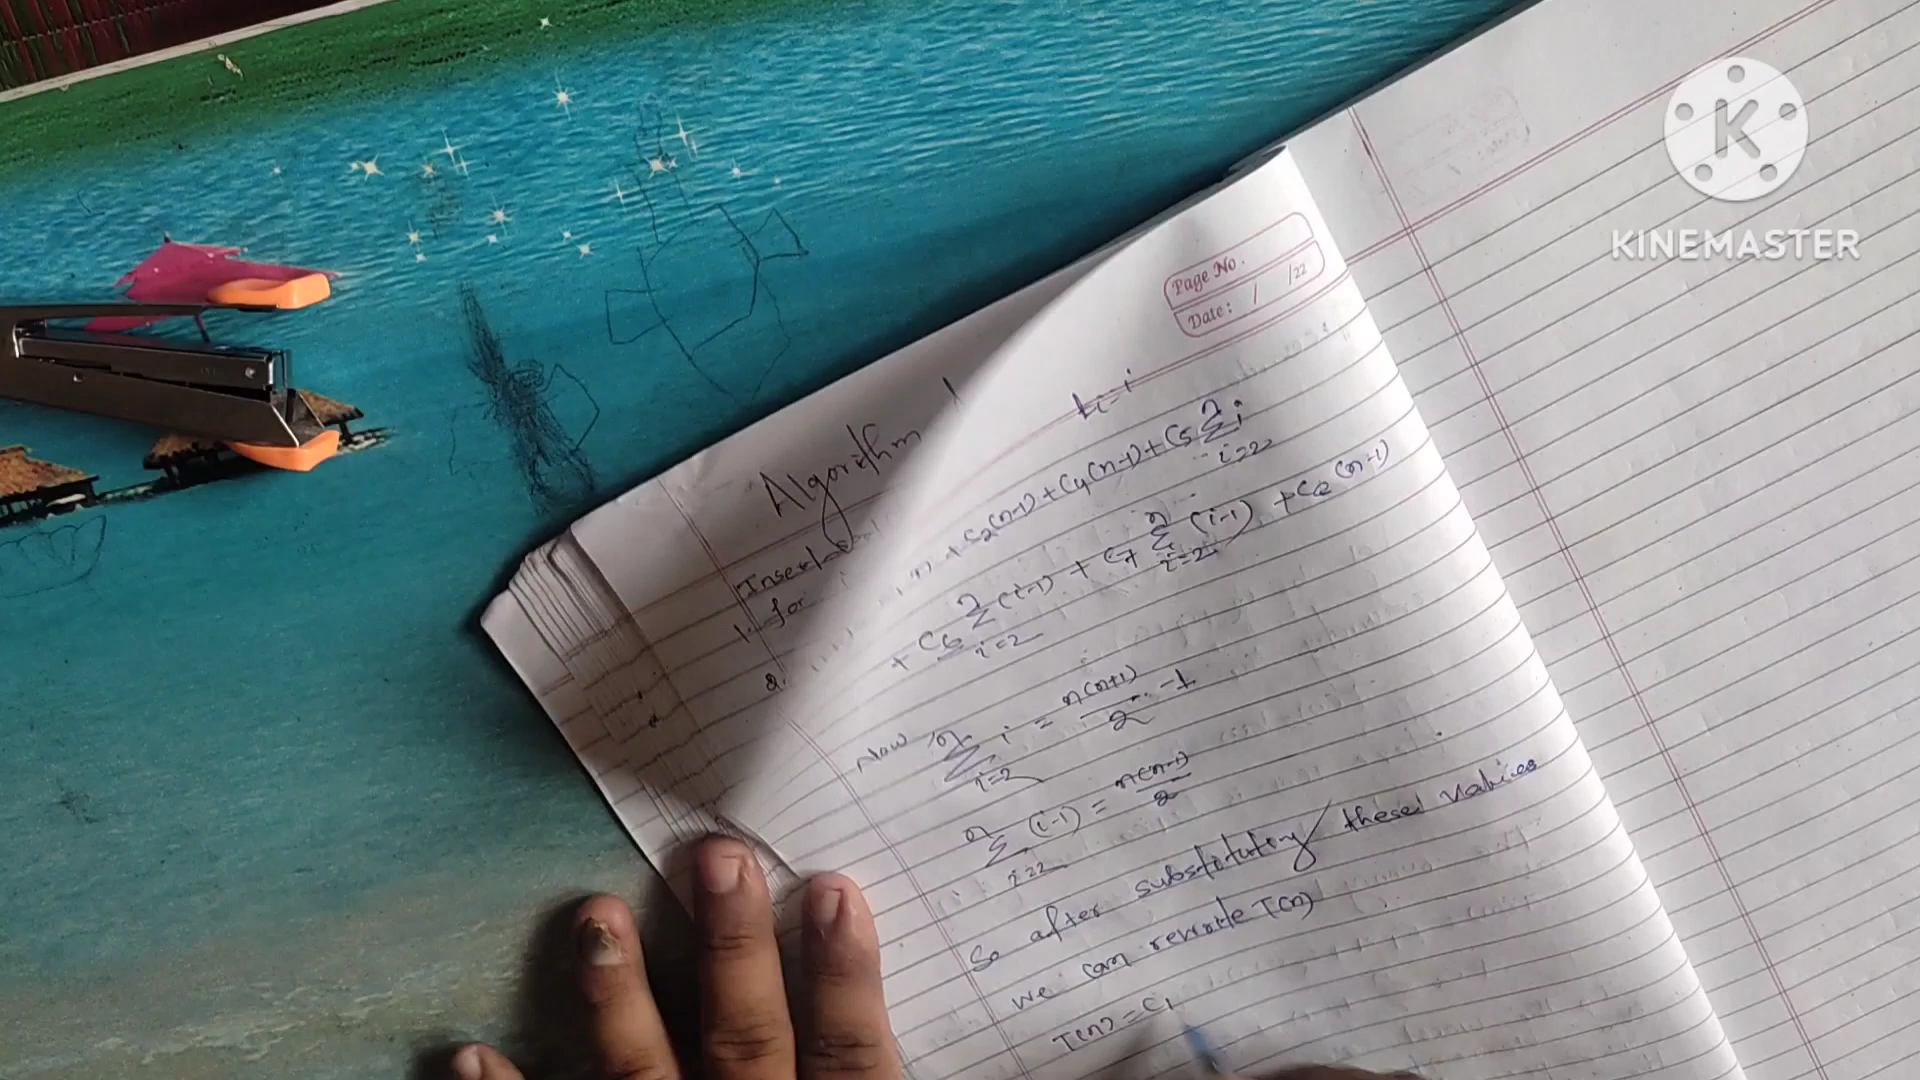 KINEMASTER
Page No.
Date: / /22
Algorithm
1. for
2.
n + C2(n-1) + C4(n-1) + C5 n∑i=2 i
+ C6 n∑i=2 (i-1) + C7 n∑i=2 (i-1) + C8 (n-1)
Now n∑i=2 i = n(n+1)/2 - 1
n∑i=2 (i-1) = n(n-1)/2
So after substituting these values
we can rewrite T(n)
T(n) = C1